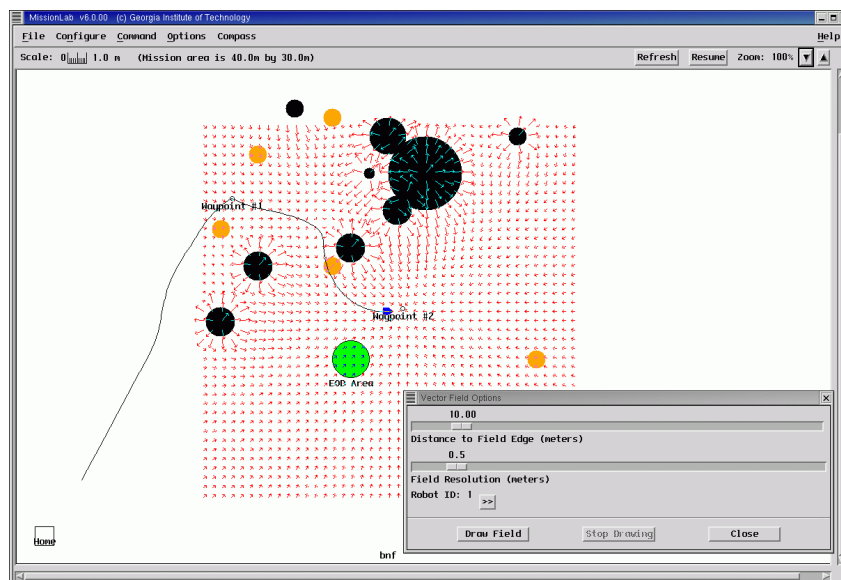 MissionLab v6.0.00 (c) Georgia Institute of Technology
File Configure Command Options Compass Help
Scale: 0 1.0 m (Mission area is 40.0m by 30.0m) Refresh Resume Zoom: 100%
Waypoint #1
Waypoint #2
EOD Area
Vector Field Options
10.00
Distance to Field Edge (meters)
0.5
Field Resolution (meters)
Robot ID: 1 >>
Draw Field Stop Drawing Close
Home
bnf